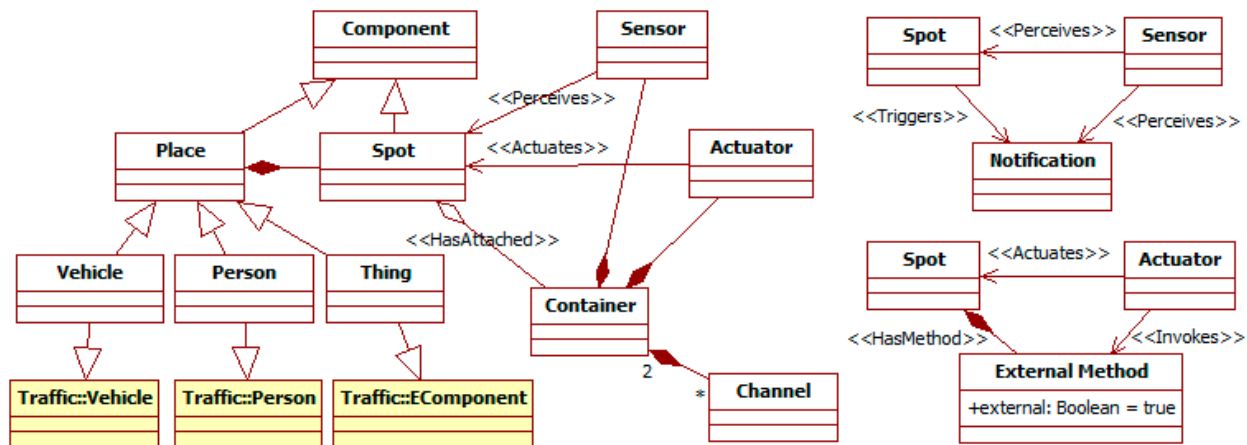 Component
Sensor
<<Perceives>>
Place
Spot
<<Actuates>>
Actuator
<<HasAttached>>
Vehicle
Person
Thing
Container
Traffic::Vehicle
Traffic::Person
Traffic::EComponent
2
*
Channel
Spot
<<Perceives>>
Sensor
<<Triggers>>
<<Perceives>>
Notification
Spot
<<Actuates>>
Actuator
<<HasMethod>>
<<Invokes>>
External Method
+external: Boolean = true